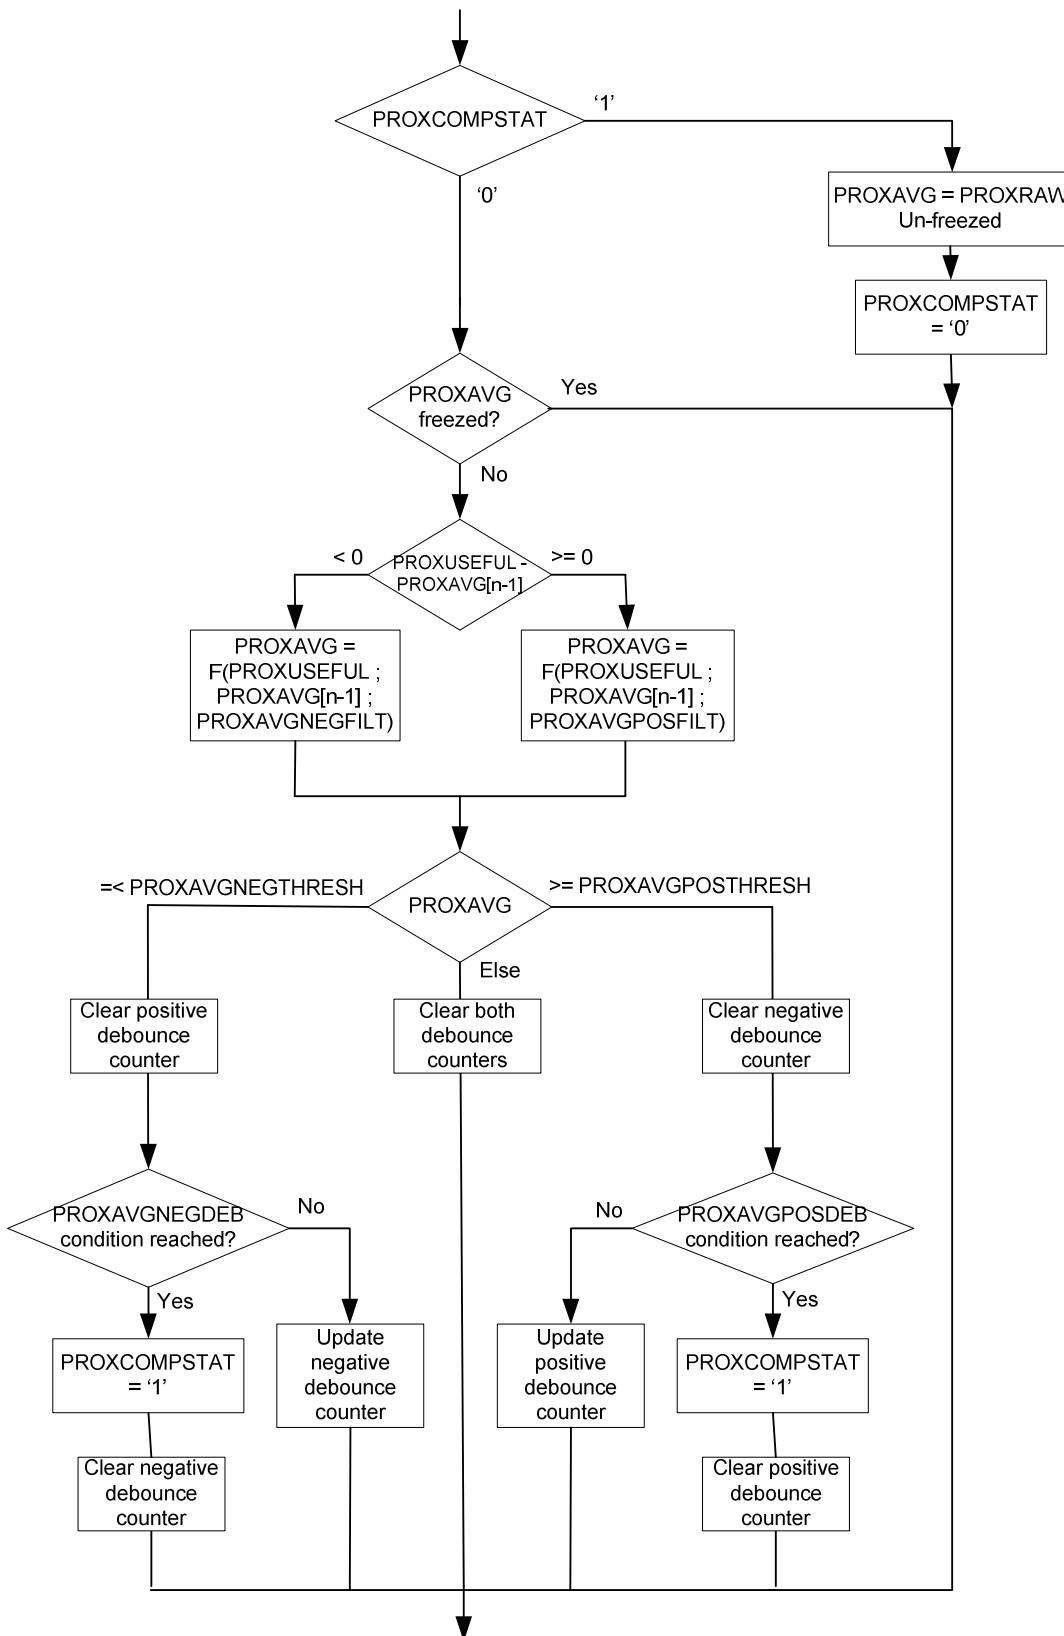 PROXCOMPSTAT
‘1’
‘0’
PROXAVG = PROXRAW
Un-freezed
PROXCOMPSTAT
= ‘0’
PROXAVG
freezed?
Yes
No
PROXUSEFUL -
PROXAVG[n-1]
< 0
>= 0
PROXAVG =
F(PROXUSEFUL ;
PROXAVG[n-1] ;
PROXAVGNEGFILT)
PROXAVG =
F(PROXUSEFUL ;
PROXAVG[n-1] ;
PROXAVGPOSFILT)
=< PROXAVGNEGTHRESH
PROXAVG
>= PROXAVGPOSTHRESH
Else
Clear positive
debounce
counter
Clear both
debounce
counters
Clear negative
debounce
counter
PROXAVGNEGDEB
condition reached?
No
Yes
No
PROXAVGPOSDEB
condition reached?
Yes
PROXCOMPSTAT
= ‘1’
Update
negative
debounce
counter
Update
positive
debounce
counter
PROXCOMPSTAT
= ‘1’
Clear negative
debounce
counter
Clear positive
debounce
counter